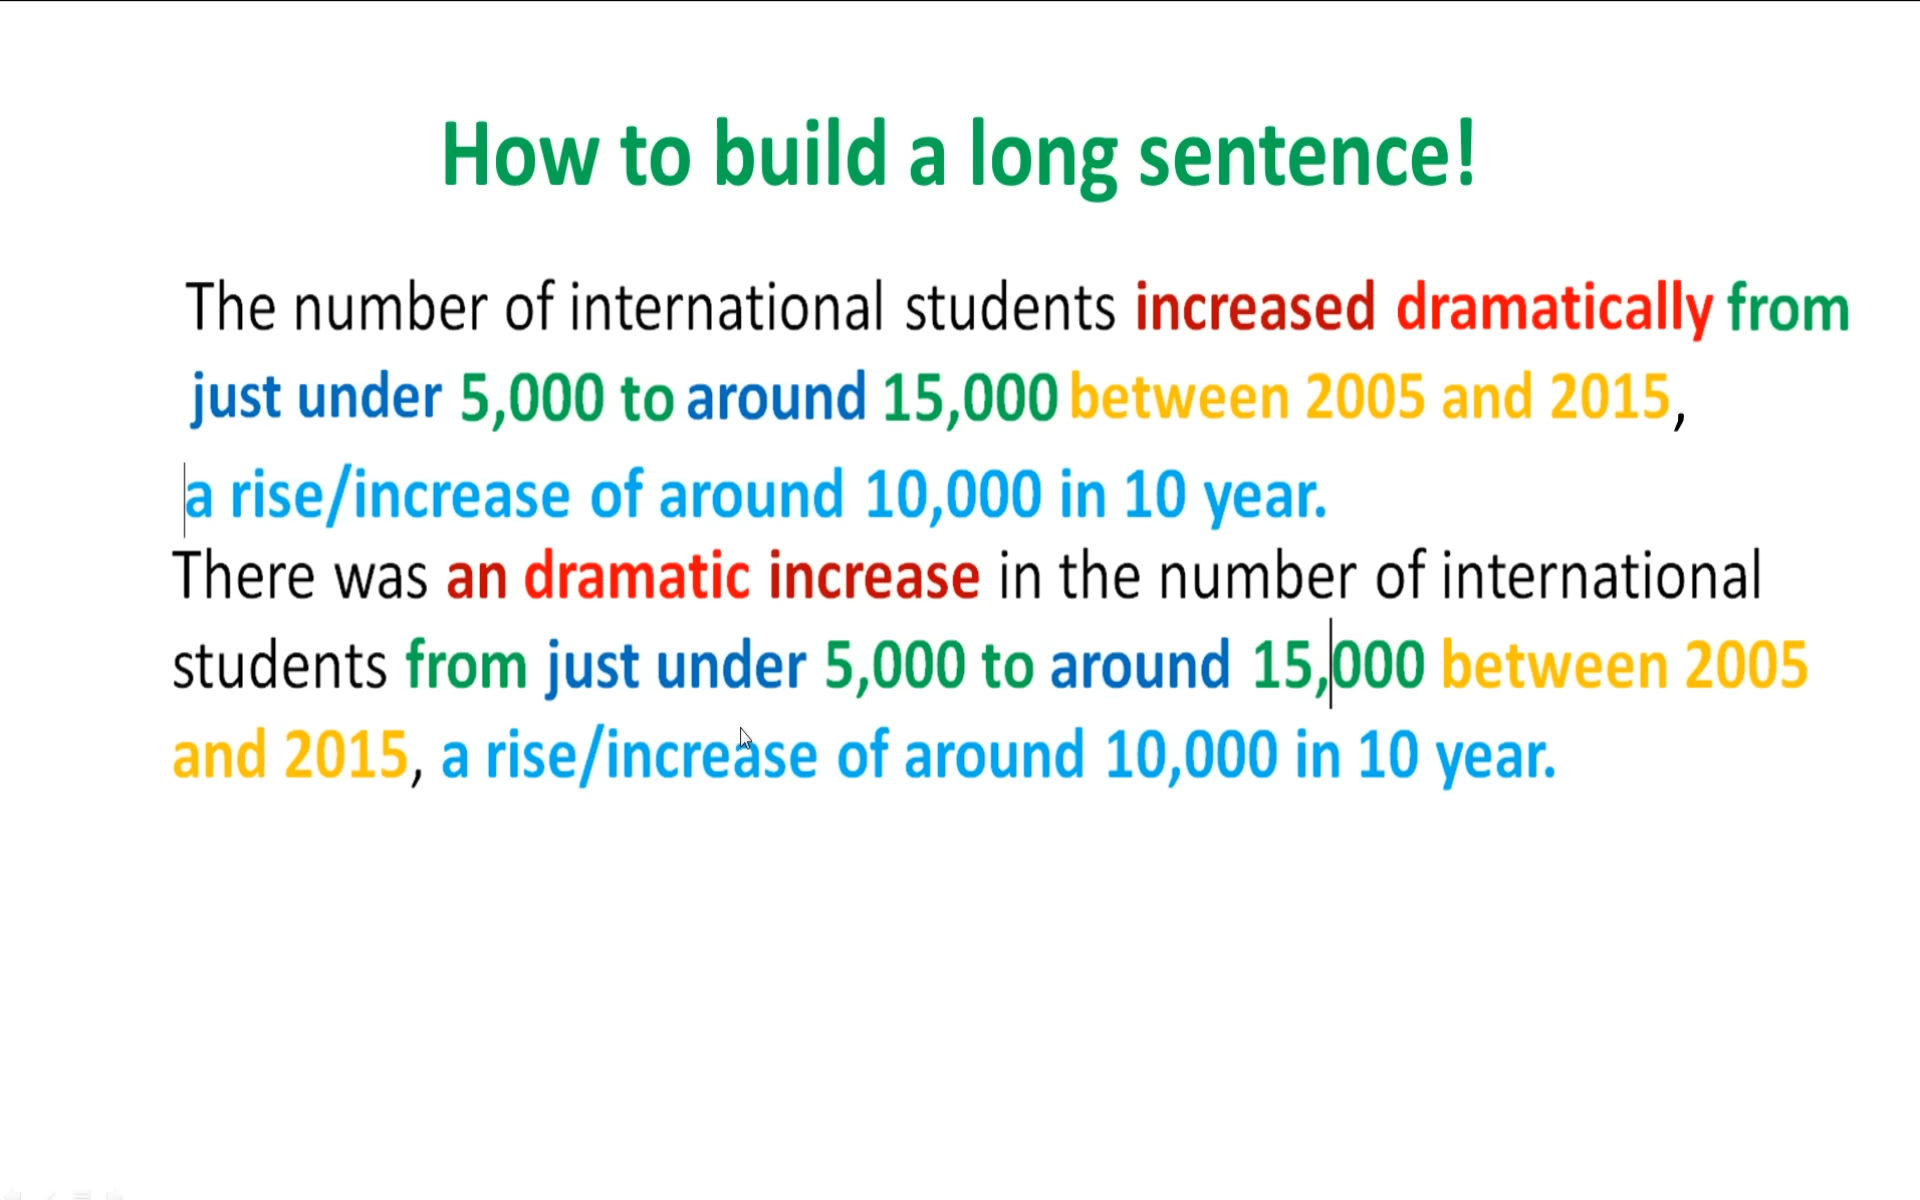 How to build a long sentence!
The number of international students increased dramatically from
just under 5,000 to around 15,000 between 2005 and 2015,
a rise/increase of around 10,000 in 10 year.
There was an dramatic increase in the number of international
students from just under 5,000 to around 15,000 between 2005
and 2015, a rise/increase of around 10,000 in 10 year.